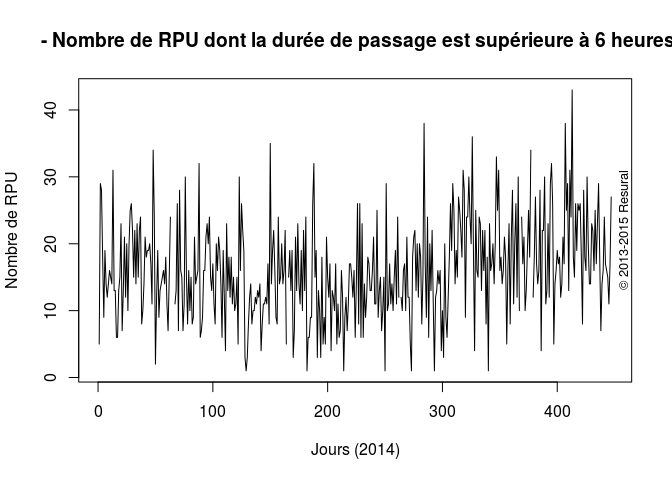 - Nombre de RPU dont la durée de passage est supérieure à 6 heures
Nombre de RPU
40
30
20
10
0
© 2013-2015 Resural
0 100 200 300 400
Jours (2014)